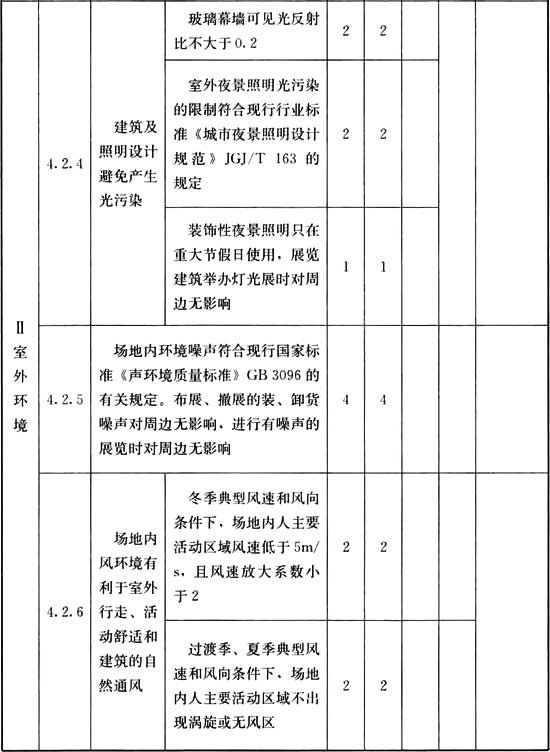 Ⅱ
室
外
环
境
4.2.4
建筑及
照明设计
避免产生
光污染
玻璃幕墙可见光反射
比不大于0.2
2
2
室外夜景照明光污染
的限制符合现行行业标
准《城市夜景照明设计
规范》JGJ/T 163 的
规定
2
2
装饰性夜景照明只在
重大节假日使用,展览
建筑举办灯光展时对周
边无影响
1
1
4.2.5
场地内环境噪声符合现行国家标
准《声环境质量标准》GB 3096 的
有关规定。布展、撤展的装、卸货
噪声对周边无影响,进行有噪声的
展览时对周边无影响
4
4
4.2.6
场地内
风环境有
利于室外
行走、活
动舒适和
建筑的自
然通风
冬季典型风速和风向
条件下,场地内人主要
活动区域风速低于5m/
s,且风速放大系数小
于2
2
2
过渡季、夏季典型风
速和风向条件下,场地
内人主要活动区域不出
现涡旋或无风区
2
2